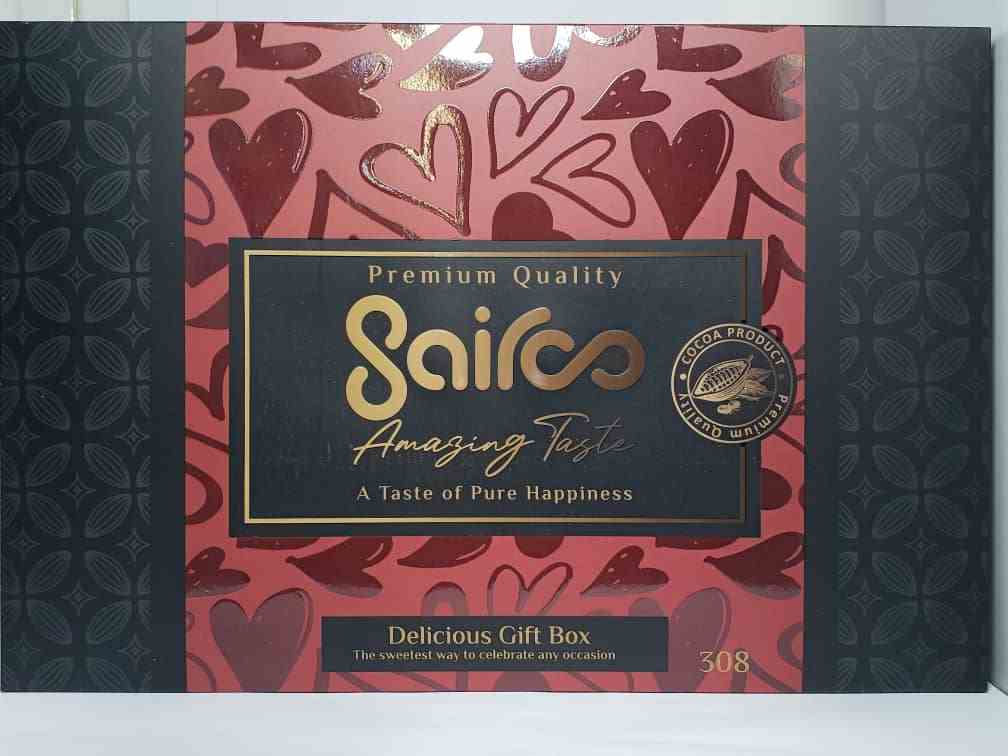 Premium Quality
Sairco
Amazing Taste
A Taste of Pure Happiness
COCOA PRODUCT
Premium Quality
Delicious Gift Box
The sweetest way to celebrate any occasion
308